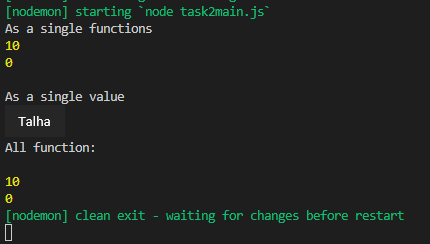 [nodemon] starting `node task2main.js`
As a single functions
10
0
As a single value
Talha
All function:
10
0
[nodemon] clean exit - waiting for changes before restart